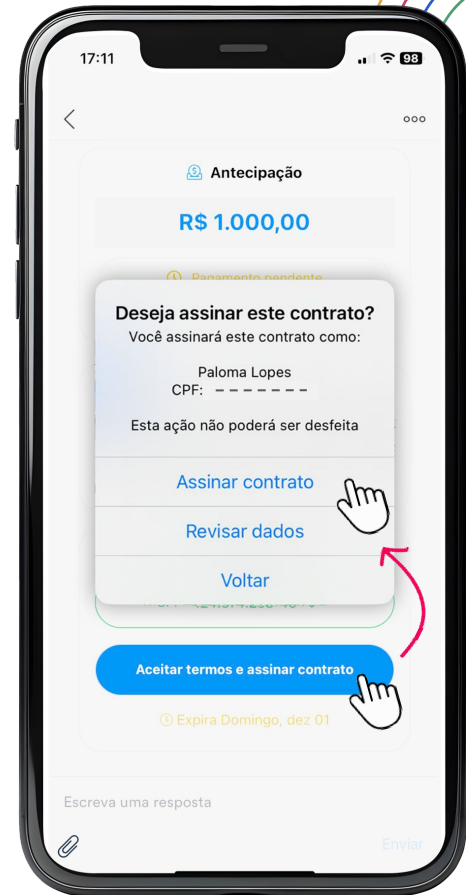 17:11
98
Antecipação
R$ 1.000,00
Pagamento pendente
Deseja assinar este contrato?
Você assinará este contrato como:
Paloma Lopes
CPF: – – – – – – –
Esta ação não poderá ser desfeita
Assinar contrato
Revisar dados
Voltar
Aceitar termos e assinar contrato
Expira Domingo, dez 01
Escreva uma resposta
Enviar